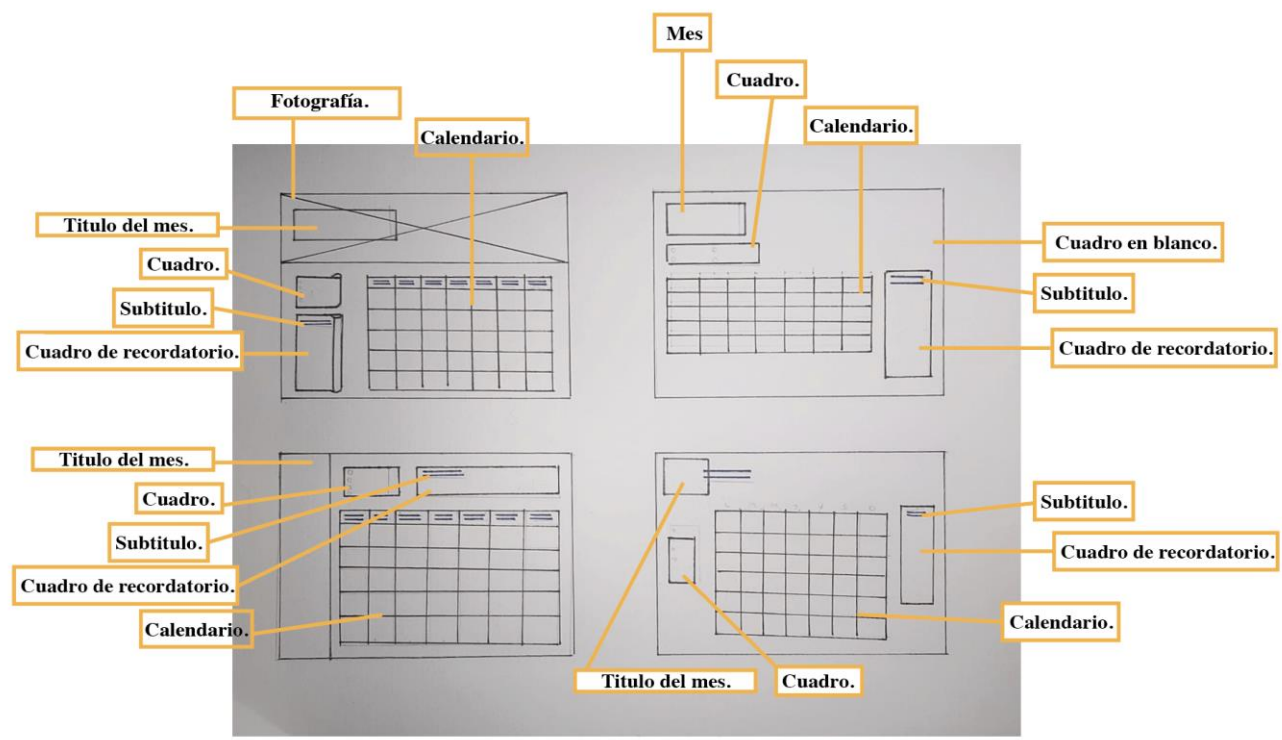 Mes
Cuadro.
Fotografía.
Calendario.
Calendario.
Titulo del mes.
Cuadro.
Subtitulo.
Cuadro de recordatorio.
Cuadro en blanco.
Subtitulo.
Cuadro de recordatorio.
Titulo del mes.
Cuadro.
Subtitulo.
Cuadro de recordatorio.
Calendario.
Subtitulo.
Cuadro de recordatorio.
Calendario.
Titulo del mes.
Cuadro.